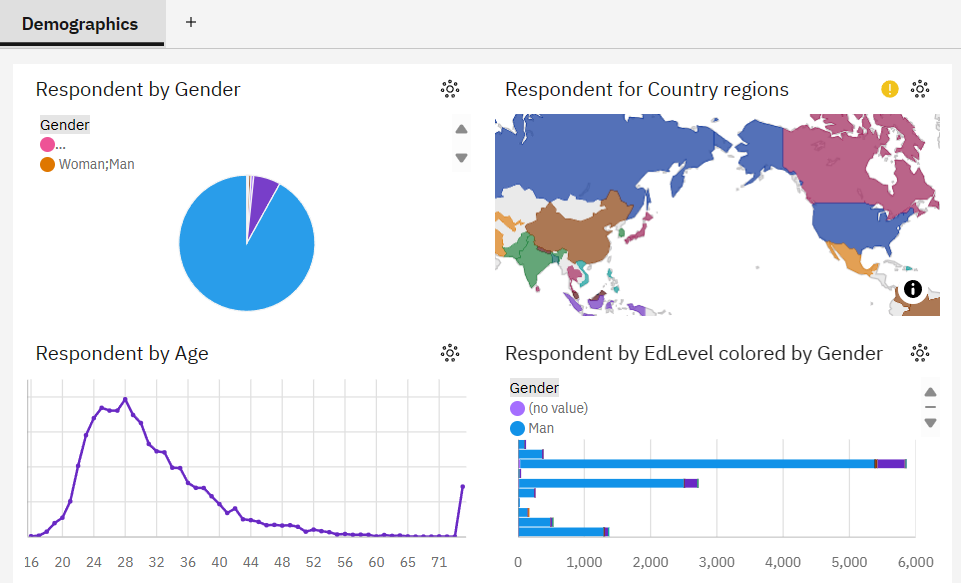 Demographics +
Respondent by Gender
Gender
...
Woman;Man
Respondent for Country regions
Respondent by Age
16 20 24 28 32 36 40 44 48 52 56 60 65 71
Respondent by EdLevel colored by Gender
Gender
(no value)
Man
0 1,000 2,000 3,000 4,000 5,000 6,000